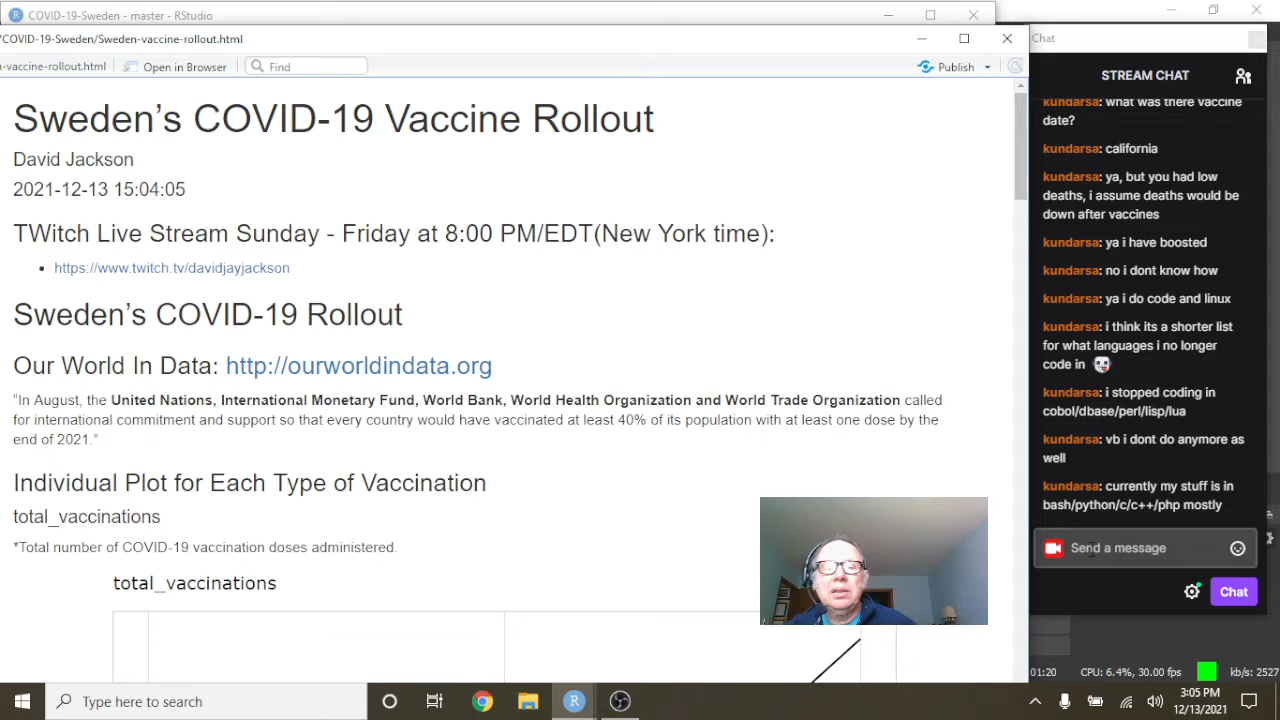 COVID-19-Sweden - master - RStudio
/COVID-19-Sweden/Sweden-vaccine-rollout.html
-vaccine-rollout.html
Open in Browser
Find
Publish
Sweden's COVID-19 Vaccine Rollout
David Jackson
2021-12-13 15:04:05
TWitch Live Stream Sunday - Friday at 8:00 PM/EDT(New York time):
• https://www.twitch.tv/davidjayjackson
Sweden's COVID-19 Rollout
Our World In Data: http://ourworldindata.org
"In August, the United Nations, International Monetary Fund, World Bank, World Health Organization and World Trade Organization called
for international commitment and support so that every country would have vaccinated at least 40% of its population with at least one dose by the
end of 2021."
Individual Plot for Each Type of Vaccination
total_vaccinations
*Total number of COVID-19 vaccination doses administered.
total_vaccinations
Chat
STREAM CHAT
kundarsa: what was there vaccine
date?
kundarsa: california
kundarsa: ya, but you had low
deaths, i assume deaths would be
down after vaccines
kundarsa: ya i have boosted
kundarsa: no i dont know how
kundarsa: ya i do code and linux
kundarsa: i think its a shorter list
for what languages i no longer
code in
kundarsa: i stopped coding in
cobol/dbase/perl/lisp/lua
kundarsa: vb i dont do anymore as
well
kundarsa: currently my stuff is in
bash/python/c/c++/php mostly
Send a message
Chat
01:20
CPU: 6.4%, 30.00 fps
kb/s: 2527
Type here to search
3:05 PM
12/13/2021